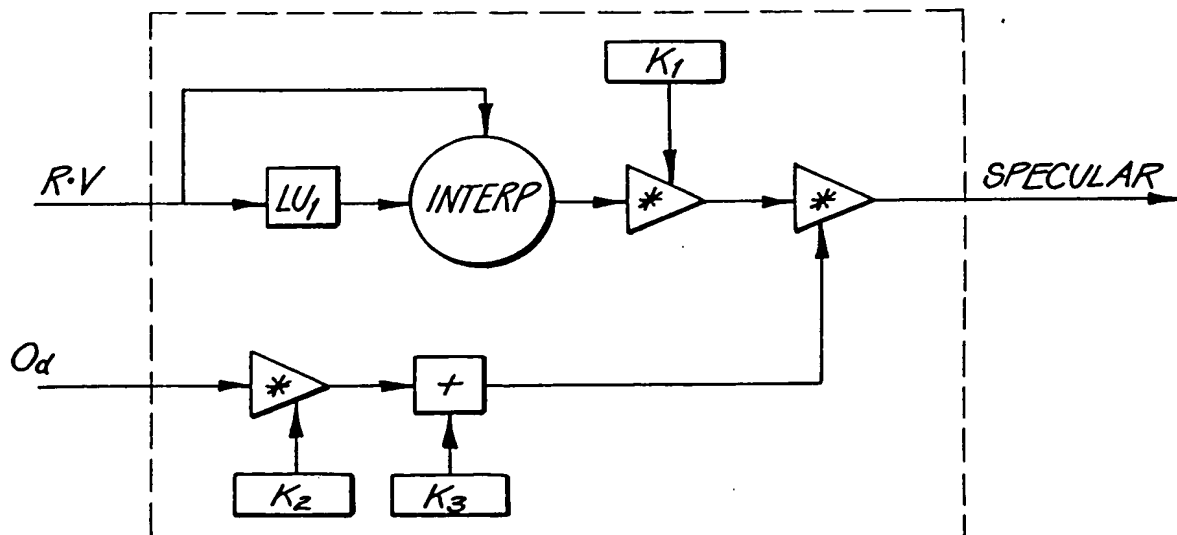 K1
R·V
LU1
INTERP
*
*
SPECULAR
Od
*
+
K2
K3